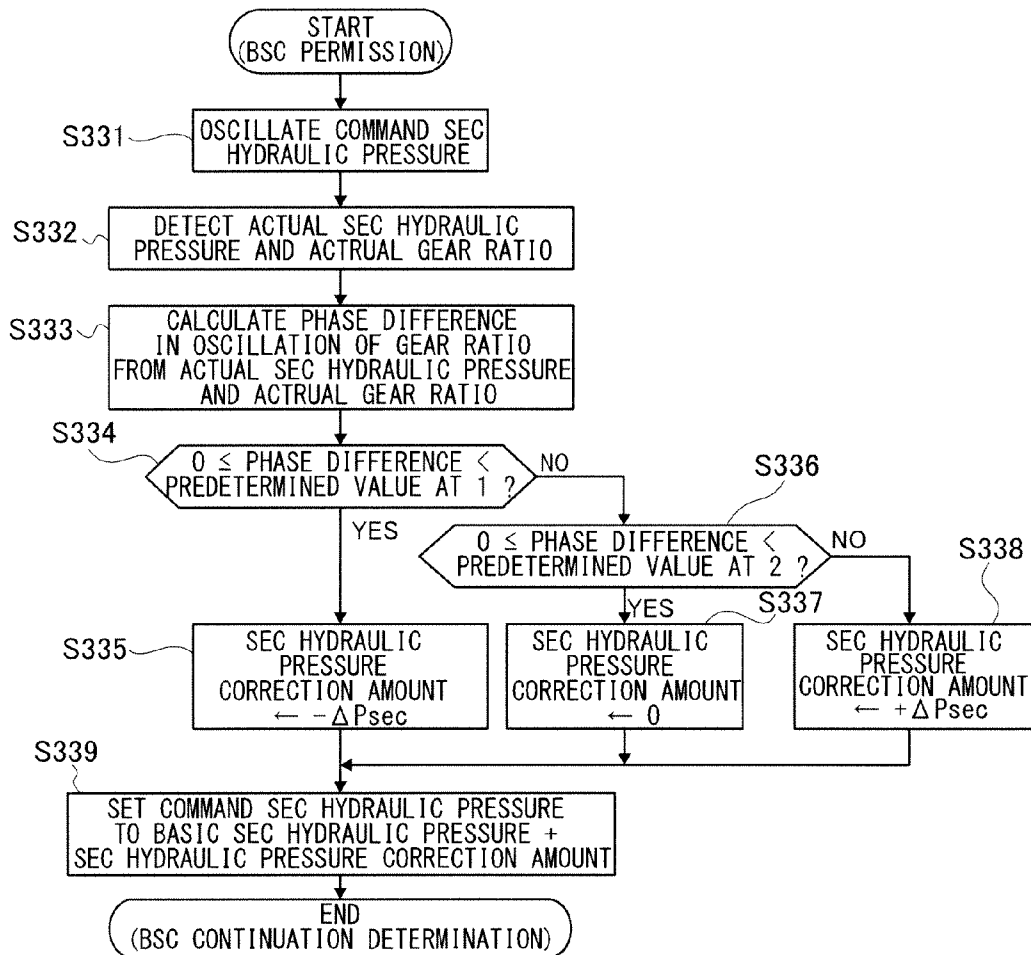 START
(BSC PERMISSION)
S331
OSCILLATE COMMAND SEC
HYDRAULIC PRESSURE
S332
DETECT ACTUAL SEC HYDRAULIC
PRESSURE AND ACTRUAL GEAR RATIO
S333
CALCULATE PHASE DIFFERENCE
IN OSCILLATION OF GEAR RATIO
FROM ACTUAL SEC HYDRAULIC PRESSURE
AND ACTRUAL GEAR RATIO
S334
0 ≤ PHASE DIFFERENCE <
PREDETERMINED VALUE AT 1 ?
NO
YES
S336
0 ≤ PHASE DIFFERENCE <
PREDETERMINED VALUE AT 2 ?
NO
YES
S335
SEC HYDRAULIC
PRESSURE
CORRECTION AMOUNT
← -ΔPsec
S337
SEC HYDRAULIC
PRESSURE
CORRECTION AMOUNT
← 0
S338
SEC HYDRAULIC
PRESSURE
CORRECTION AMOUNT
← +ΔPsec
S339
SET COMMAND SEC HYDRAULIC PRESSURE
TO BASIC SEC HYDRAULIC PRESSURE +
SEC HYDRAULIC PRESSURE CORRECTION AMOUNT
END
(BSC CONTINUATION DETERMINATION)